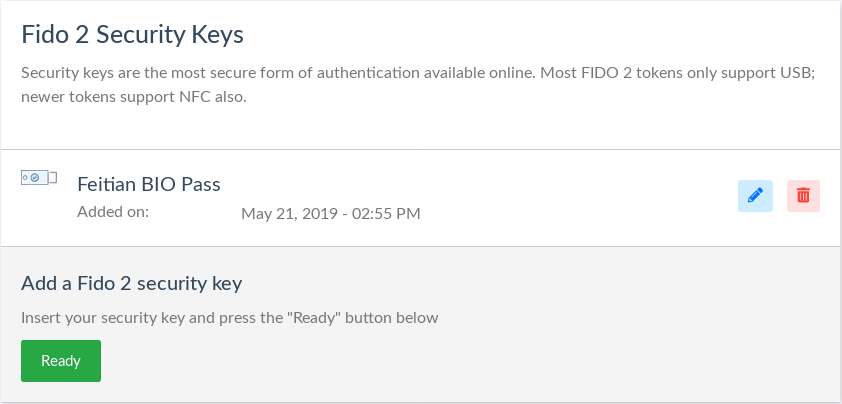 Fido 2 Security Keys
Security keys are the most secure form of authentication available online. Most FIDO 2 tokens only support USB;
newer tokens support NFC also.
Feitian BIO Pass
Added on: May 21, 2019 - 02:55 PM
Add a Fido 2 security key
Insert your security key and press the "Ready" button below
Ready